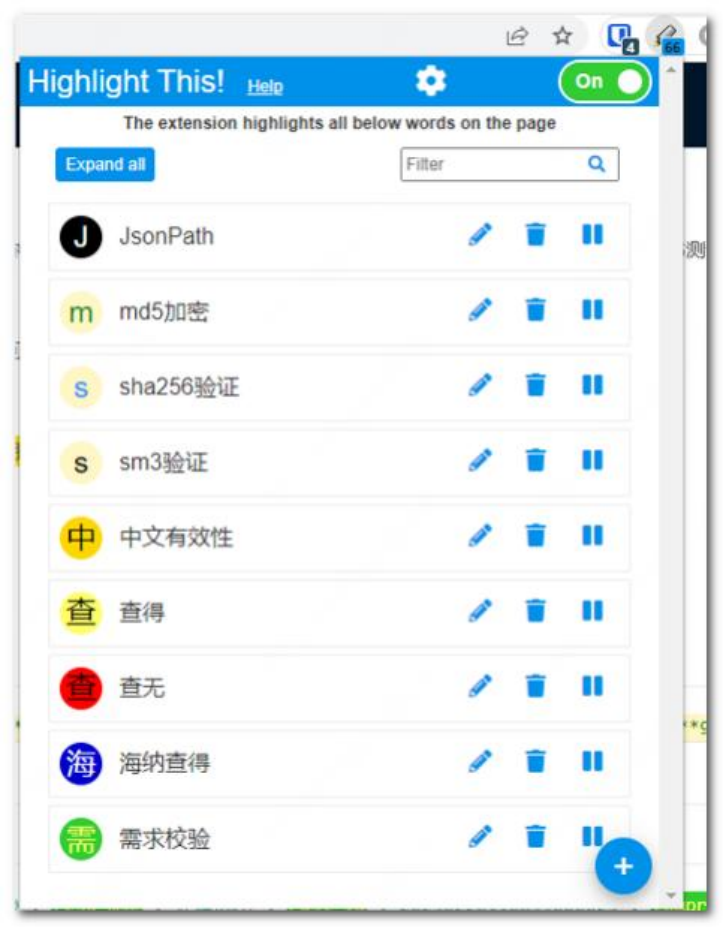 4
66
Highlight This! Help
On
The extension highlights all below words on the page
Expand all
Filter
J JsonPath
m md5加密
s sha256验证
s sm3验证
中 中文有效性
查 查得
查 查无
海 海纳查得
需 需求校验
+
测
**g